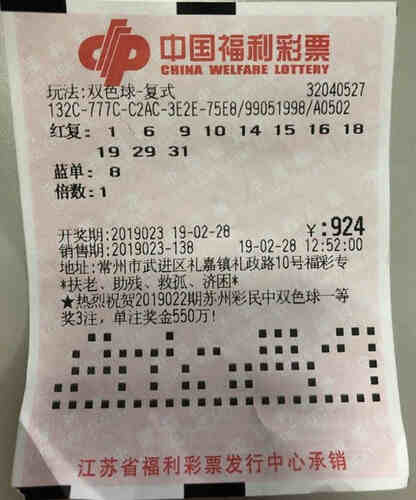 中国福利彩票
CHINA WELFARE LOTTERY
玩法:双色球-复式 32040527
132C-777C-C2AC-3E2E-75E8/99051998/A0502
红复: 1 6 9 10 14 15 16 18
19 29 31
蓝单: 8
倍数:1
开奖期:2019023 19-02-28 ¥:924
销售期:2019023-138 19-02-28 12:52:00
地址:常州市武进区礼嘉镇礼政路10号福彩专
*扶老、助残、救孤、济困*
★热烈祝贺2019022期苏州彩民中双色球一等
奖3注，单注奖金550万!
江苏省福利彩票发行中心承销